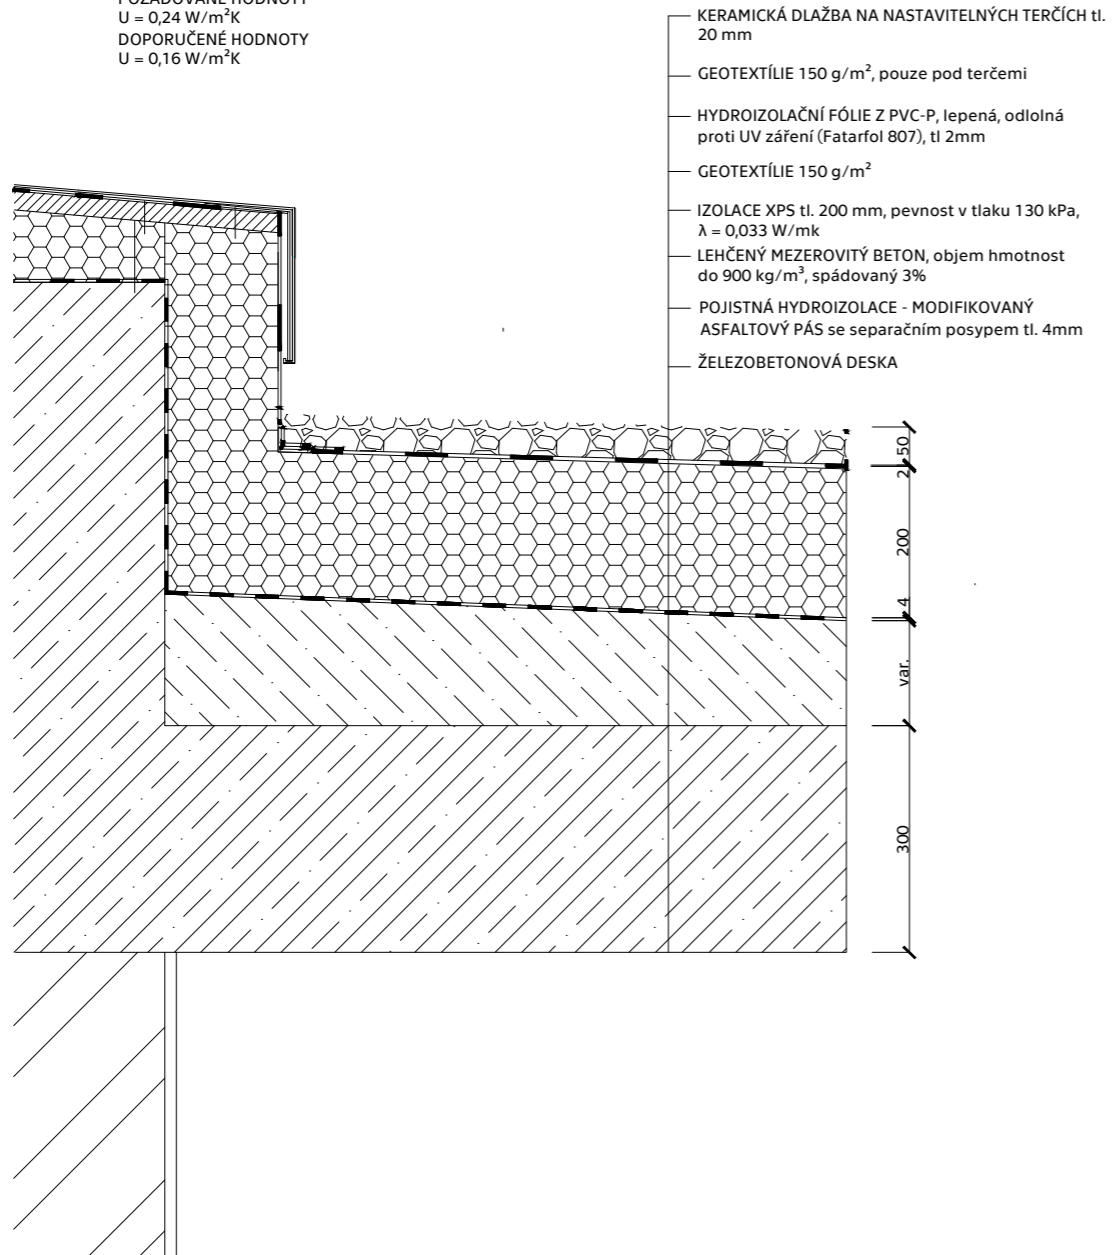 POŽADOVANÉ HODNOTY
U = 0,24 W/m²K
DOPORUČENÉ HODNOTY
U = 0,16 W/m²K
KERAMICKÁ DLAŽBA NA NASTAVITELNÝCH TERČÍCH tl.
20 mm
GEOTEXTÍLIE 150 g/m², pouze pod terčemi
HYDROIZOLAČNÍ FÓLIE Z PVC-P, lepená, odlolná
proti UV záření (Fatarfol 807), tl 2mm
GEOTEXTÍLIE 150 g/m²
IZOLACE XPS tl. 200 mm, pevnost v tlaku 130 kPa,
λ = 0,033 W/mk
LEHČENÝ MEZEROVITÝ BETON, objem hmotnost
do 900 kg/m³, spádovaný 3%
POJISTNÁ HYDROIZOLACE - MODIFIKOVANÝ
ASFALTOVÝ PÁS se separačním posypem tl. 4mm
ŽELEZOBETONOVÁ DESKA
50
2
200
4
var.
300